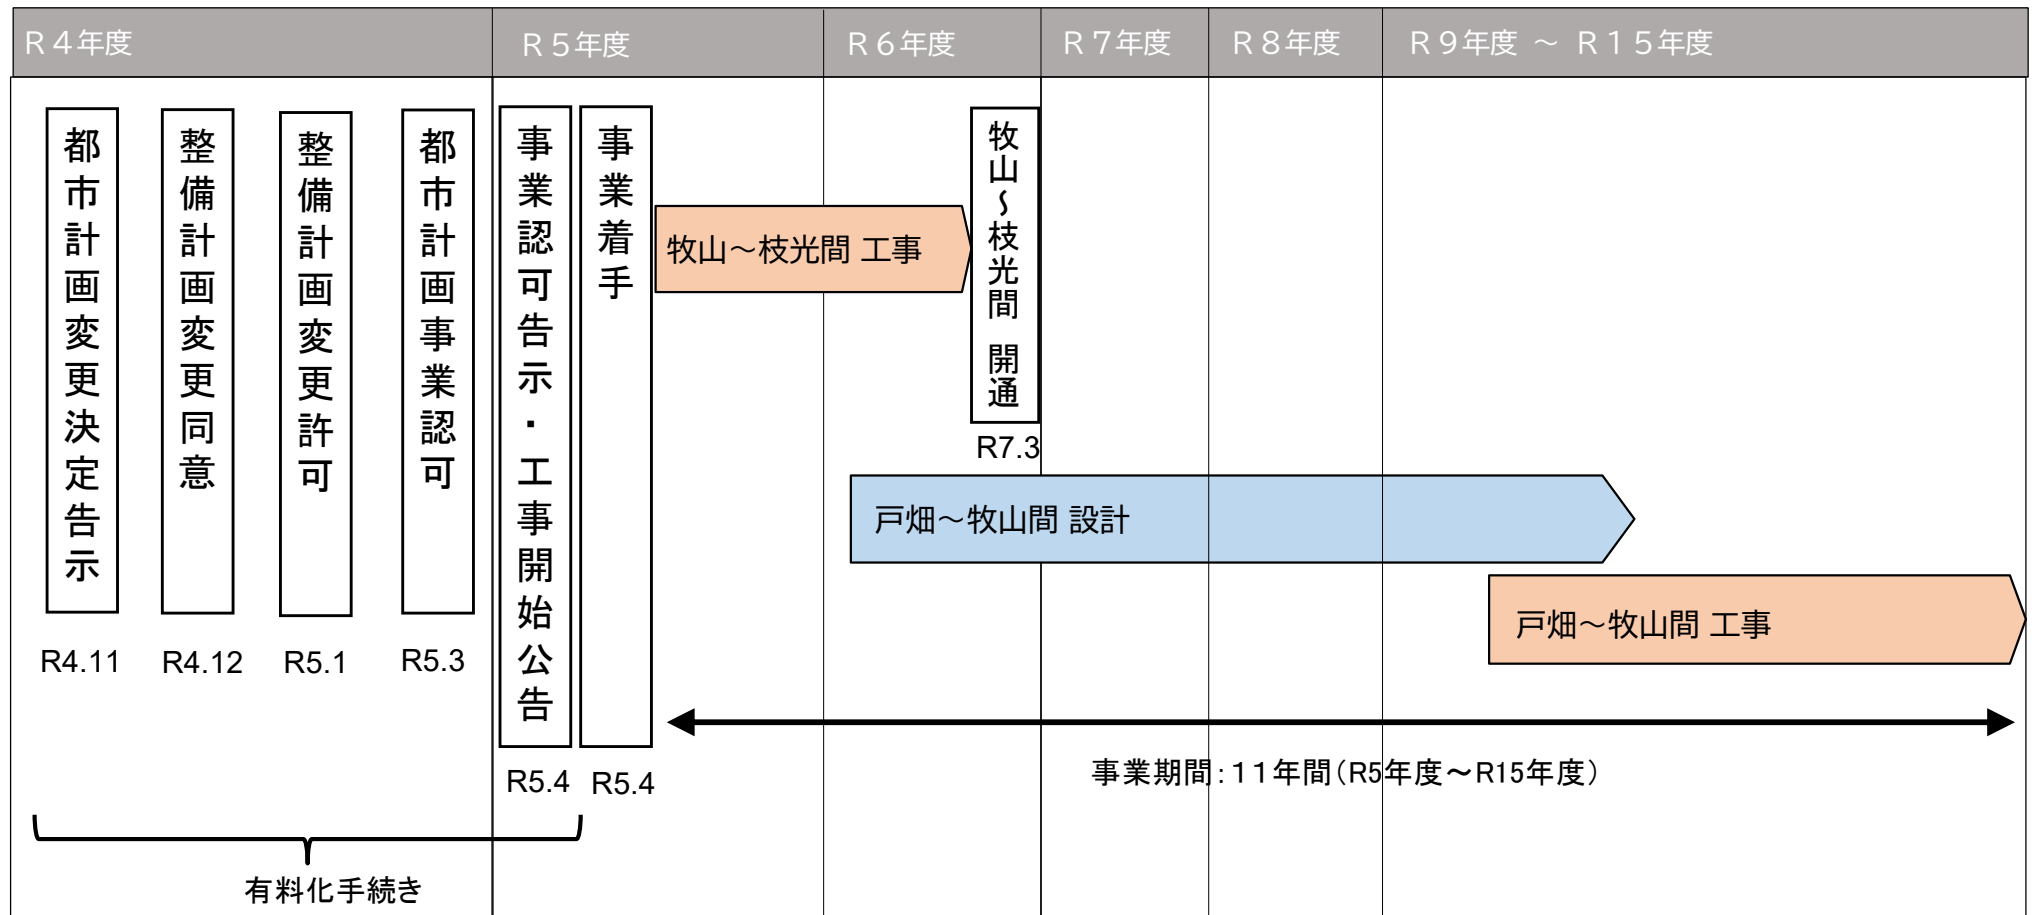 R4年度
R5年度
R6年度
R7年度
R8年度
R9年度 ～ R15年度
都市計画変更決定告示
整備計画変更同意
整備計画変更許可
都市計画事業認可
事業認可告示・工事開始公告
事業着手
牧山～枝光間 開通
牧山～枝光間 工事
R7.3
戸畑～牧山間 設計
戸畑～牧山間 工事
R4.11
R4.12
R5.1
R5.3
R5.4
R5.4
事業期間：11年間（R5年度～R15年度）
有料化手続き